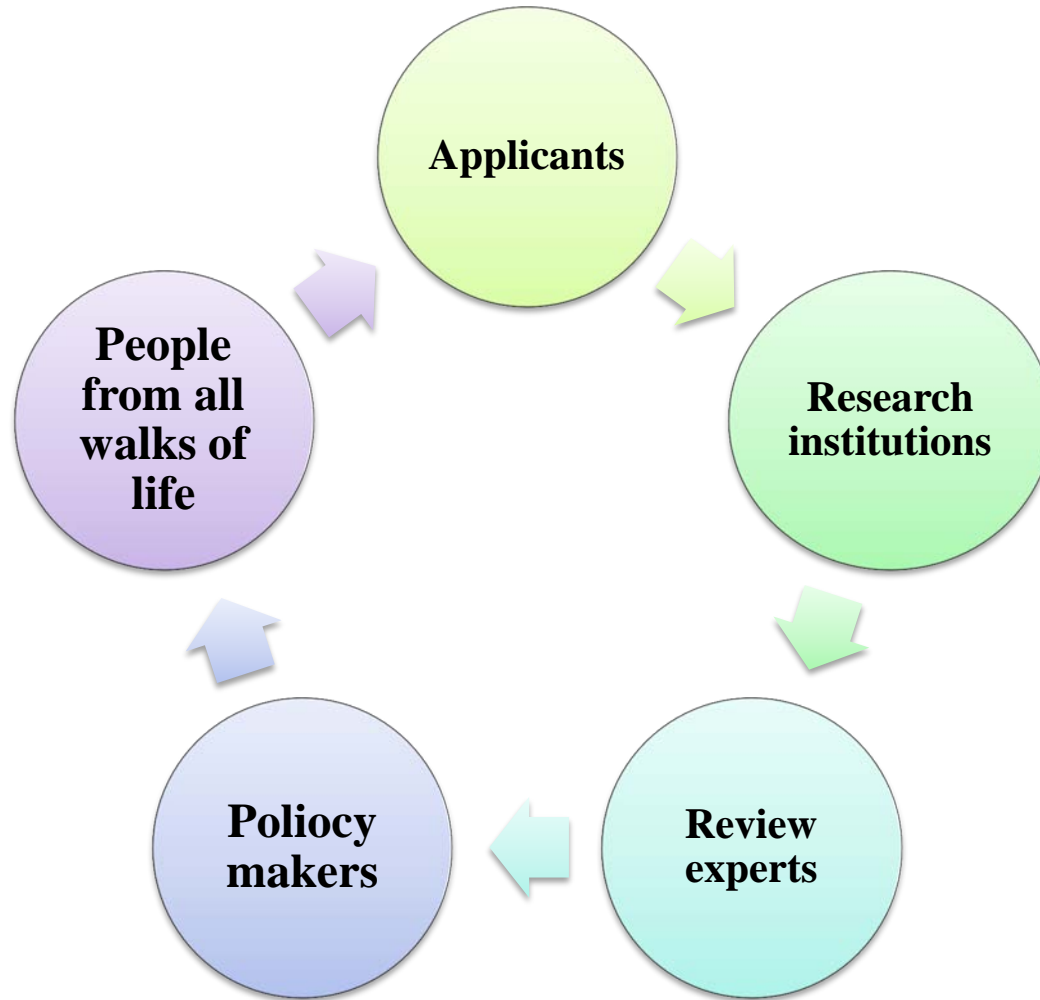 Applicants
Research
institutions
Review
experts
Poliocy
makers
People
from all
walks of
life